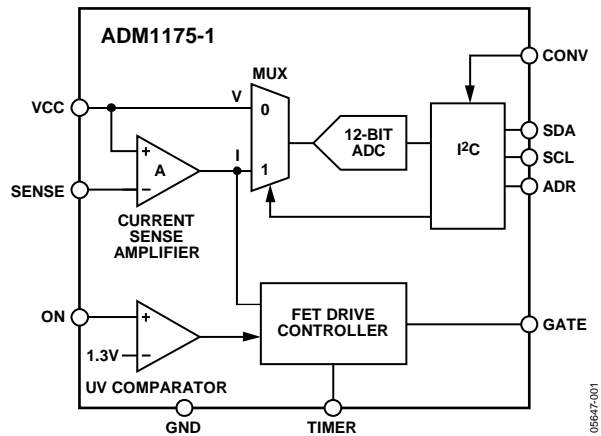 ADM1175-1
CONV
MUX
VCC
V
0
SDA
12-BIT
ADC
I²C
SCL
I
1
A
+
−
ADR
SENSE
CURRENT
SENSE
AMPLIFIER
ON
+
FET DRIVE
CONTROLLER
GATE
1.3V
−
UV COMPARATOR
GND
TIMER
05647-001